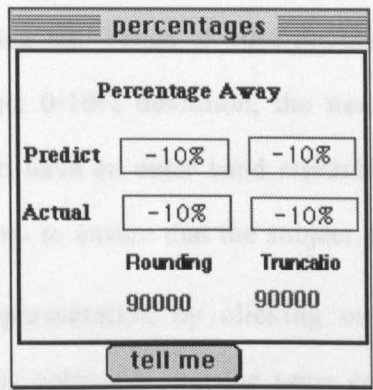 percentages
Percentage Away
Predict -10% -10%
Actual -10% -10%
Rounding Truncatio
90000 90000
tell me